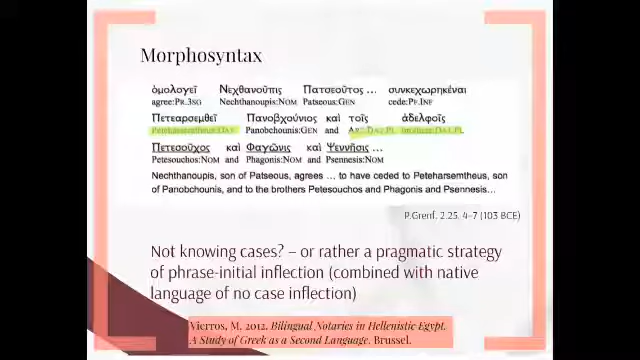 Morphosyntax
ὁμολογεῖ Νεχθανοῦπις Πατσεοῦτος ... συνκεχωρηκέναι
agree:PR.3SG Nechthanoupis:NOM Patseous:GEN cede:PF.INF
Πετεαρσεμθεῖ Πανοβχούνιος καὶ τοῖς ἀδελφοῖς
Peteharsemtheus:DAT Panobchounis:GEN and ART:DAT.PL brothers:DAT.PL
Πετεσοῦχος καὶ Φαγῶνις καὶ Ψεννῆσις ...
Petesouchos:NOM and Phagonis:NOM and Psennesis:NOM
Nechthanoupis, son of Patseous, agrees ... to have ceded to Peteharsemtheus, son
of Panobchounis, and to the brothers Petesouchos and Phagonis and Psennesis...
P.Grenf. 2.25. 4–7 (103 BCE)
Not knowing cases? – or rather a pragmatic strategy
of phrase-initial inflection (combined with native
language of no case inflection)
Vierros, M. 2012. Bilingual Notaries in Hellenistic Egypt.
A Study of Greek as a Second Language. Brussel.